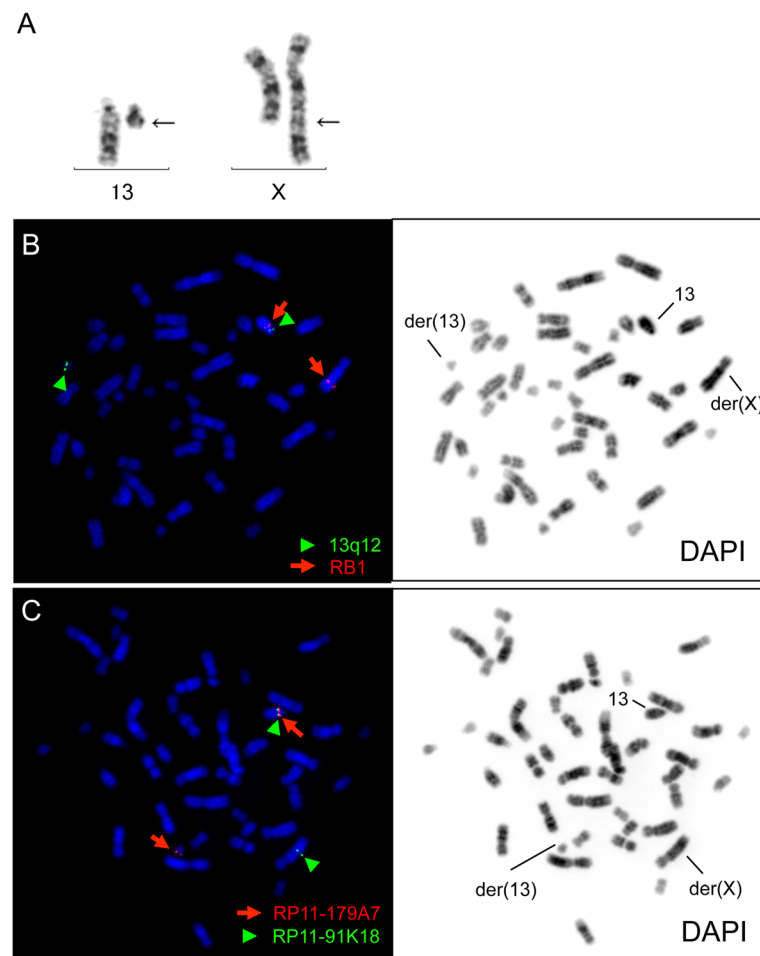 A
13
X
B
13
der(13)
der(X)
13q12
RB1
DAPI
C
13
der(13)
der(X)
RP11-179A7
RP11-91K18
DAPI